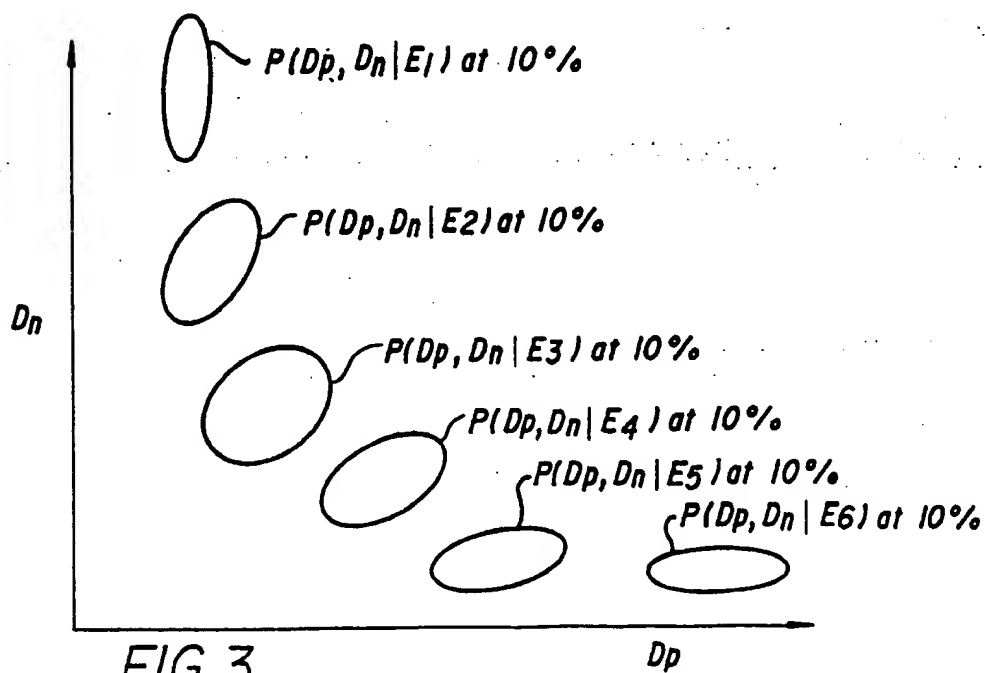 P(Dp, Dn | E1) at 10%
P(Dp, Dn | E2) at 10%
Dn
P(Dp, Dn | E3) at 10%
P(Dp, Dn | E4) at 10%
P(Dp, Dn | E5) at 10%
P(Dp, Dn | E6) at 10%
Dp
FIG. 3